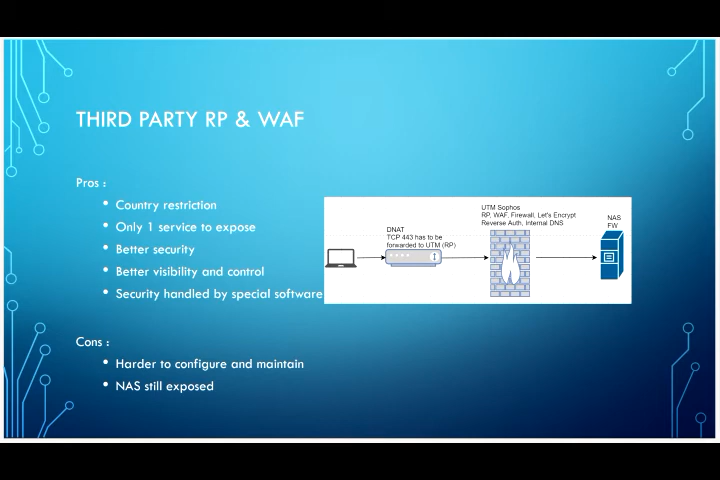 THIRD PARTY RP & WAF
Pros :
• Country restriction
• Only 1 service to expose
• Better security
• Better visibility and control
• Security handled by special software
Cons :
• Harder to configure and maintain
• NAS still exposed
DNAT
TCP 443 has to be
forwarded to UTM (RP)
UTM Sophos
RP, WAF, Firewall, Let's Encrypt
Reverse Auth, Internal DNS
NAS
FW